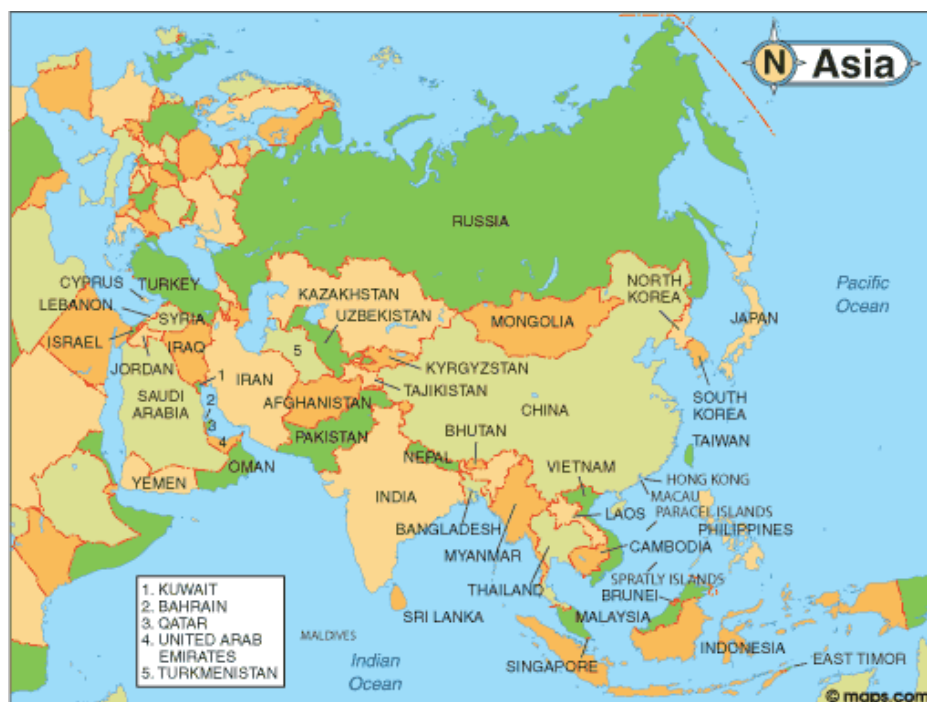 N Asia
RUSSIA
CYPRUS
TURKEY
LEBANON
SYRIA
ISRAEL
IRAQ
JORDAN
KAZAKHSTAN
UZBEKISTAN
MONGOLIA
NORTH
KOREA
JAPAN
Pacific
Ocean
5
KYRGYZSTAN
TAJIKISTAN
1
2
3
4
IRAN
SAUDI
ARABIA
AFGHANISTAN
CHINA
SOUTH
KOREA
PAKISTAN
BHUTAN
TAIWAN
OMAN
NEPAL
VIETNAM
HONG KONG
MACAU
YEMEN
INDIA
LAOS
PARACEL ISLANDS
PHILIPPINES
BANGLADESH
MYANMAR
CAMBODIA
THAILAND
SPRATLY ISLANDS
BRUNEI
SRI LANKA
MALAYSIA
MALDIVES
INDONESIA
SINGAPORE
EAST TIMOR
Indian
Ocean
1. KUWAIT
2. BAHRAIN
3. QATAR
4. UNITED ARAB
EMIRATES
5. TURKMENISTAN
© maps.com